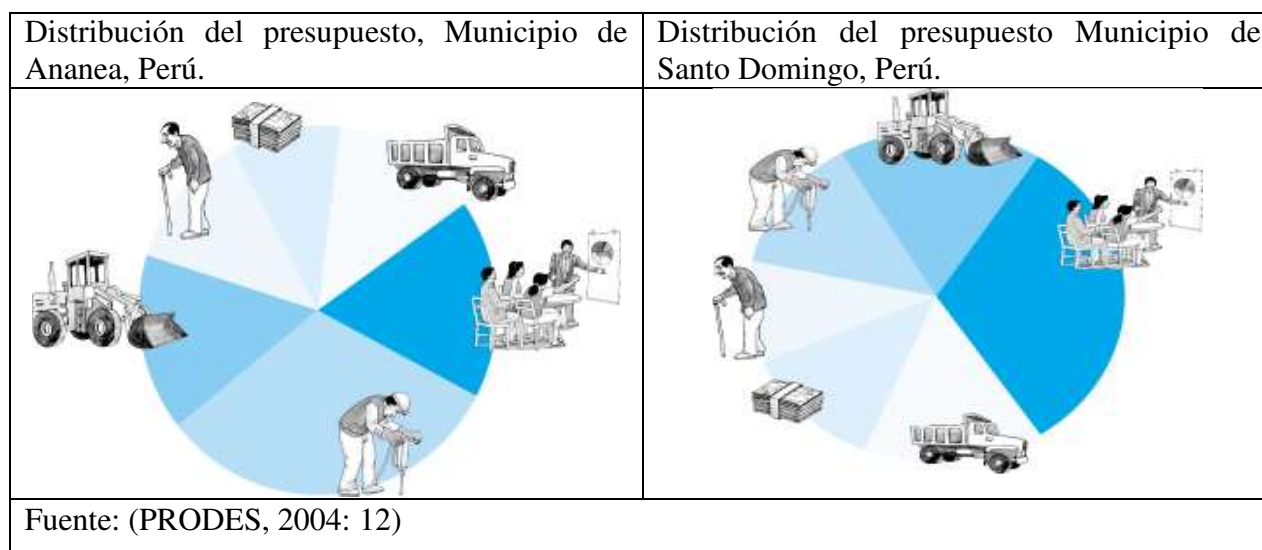 Distribución del presupuesto, Municipio de
Ananea, Perú.
Distribución del presupuesto Municipio de
Santo Domingo, Perú.
Fuente: (PRODES, 2004: 12)